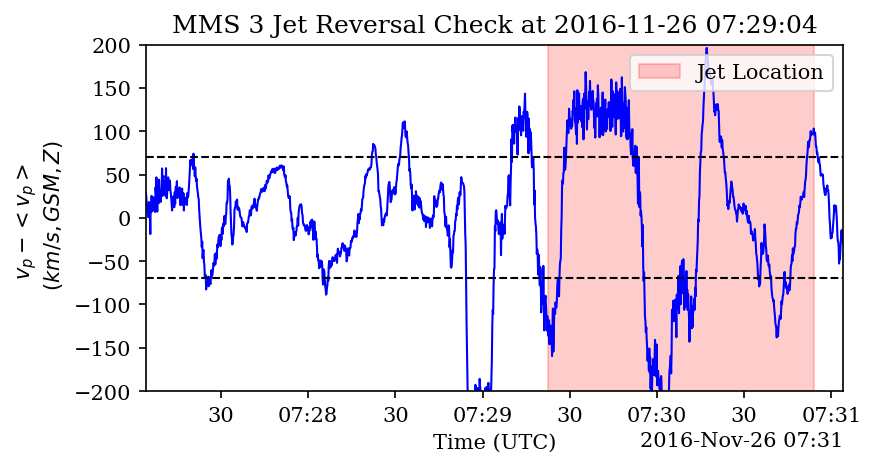 MMS 3 Jet Reversal Check at 2016-11-26 07:29:04
Jet Location
200
150
100
50
0
−50
−100
−150
−200
v_p − < v_p >
(km/s, GSM, Z)
30 07:28 30 07:29 30 07:30 30 07:31
Time (UTC)
2016-Nov-26 07:31